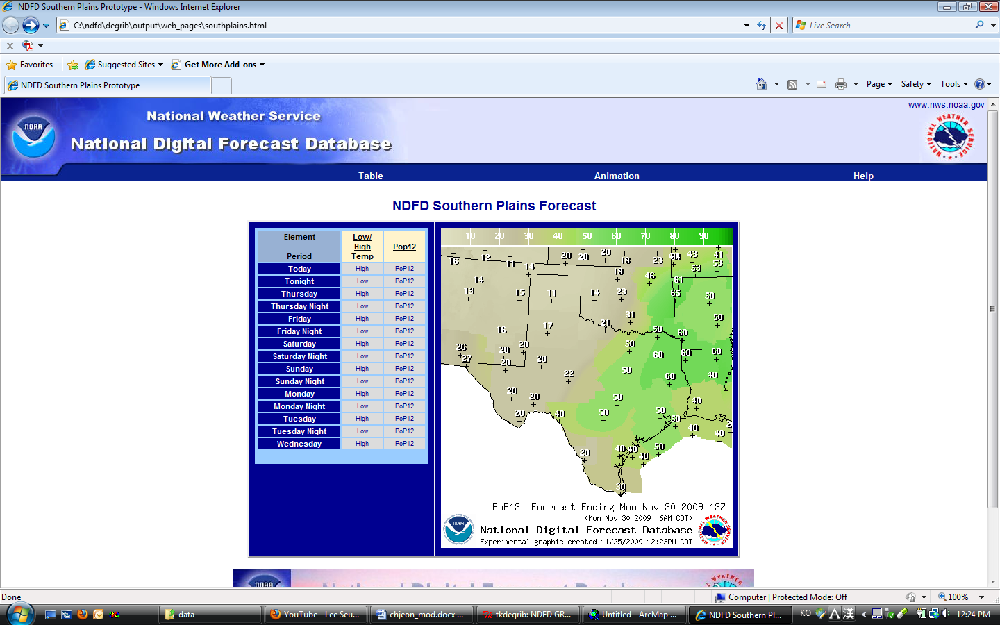 NDFD Southern Plains Prototype - Windows Internet Explorer
C:\ndfd\degrib\output\web_pages\southplains.html
Live Search
Favorites
Suggested Sites
Get More Add-ons
NDFD Southern Plains Prototype
Page
Safety
Tools
www.nws.noaa.gov
NOAA
National Weather Service
National Digital Forecast Database
NATIONAL WEATHER SERVICE
Table Animation Help
NDFD Southern Plains Forecast
Element
Period
Low/
High
Temp
Pop12
Today High PoP12
Tonight Low PoP12
Thursday High PoP12
Thursday Night Low PoP12
Friday High PoP12
Friday Night Low PoP12
Saturday High PoP12
Saturday Night Low PoP12
Sunday High PoP12
Sunday Night Low PoP12
Monday High PoP12
Monday Night Low PoP12
Tuesday High PoP12
Tuesday Night Low PoP12
Wednesday High PoP12
10 20 30 40 50 60 70 80 90
16 12 11 14 20 20 20 18 23 54 43 41
53 53
14 18 46 61
13 15 11 14 23 65 50
31
17 21 50
16 50 60
26 20 20 50
27 20 20 60 60 60
22 50 60 40
20 20 50 40
20 40 50 50 50
40 40
20 40 40 40 50
30
PoP12 Forecast Ending Mon Nov 30 2009 12Z
(Mon Nov 30 2009 6AM CDT)
NOAA
National Digital Forecast Database
Experimental graphic created 11/25/2009 12:23PM CDT
NATIONAL WEATHER SERVICE
Done
Computer | Protected Mode: Off
100%
data
YouTube - Lee Seu...
chjeon_mod.docx ...
tkdegrib: NDFD GR...
Untitled - ArcMap ...
NDFD Southern Pl...
KO
A
漢
12:24 PM